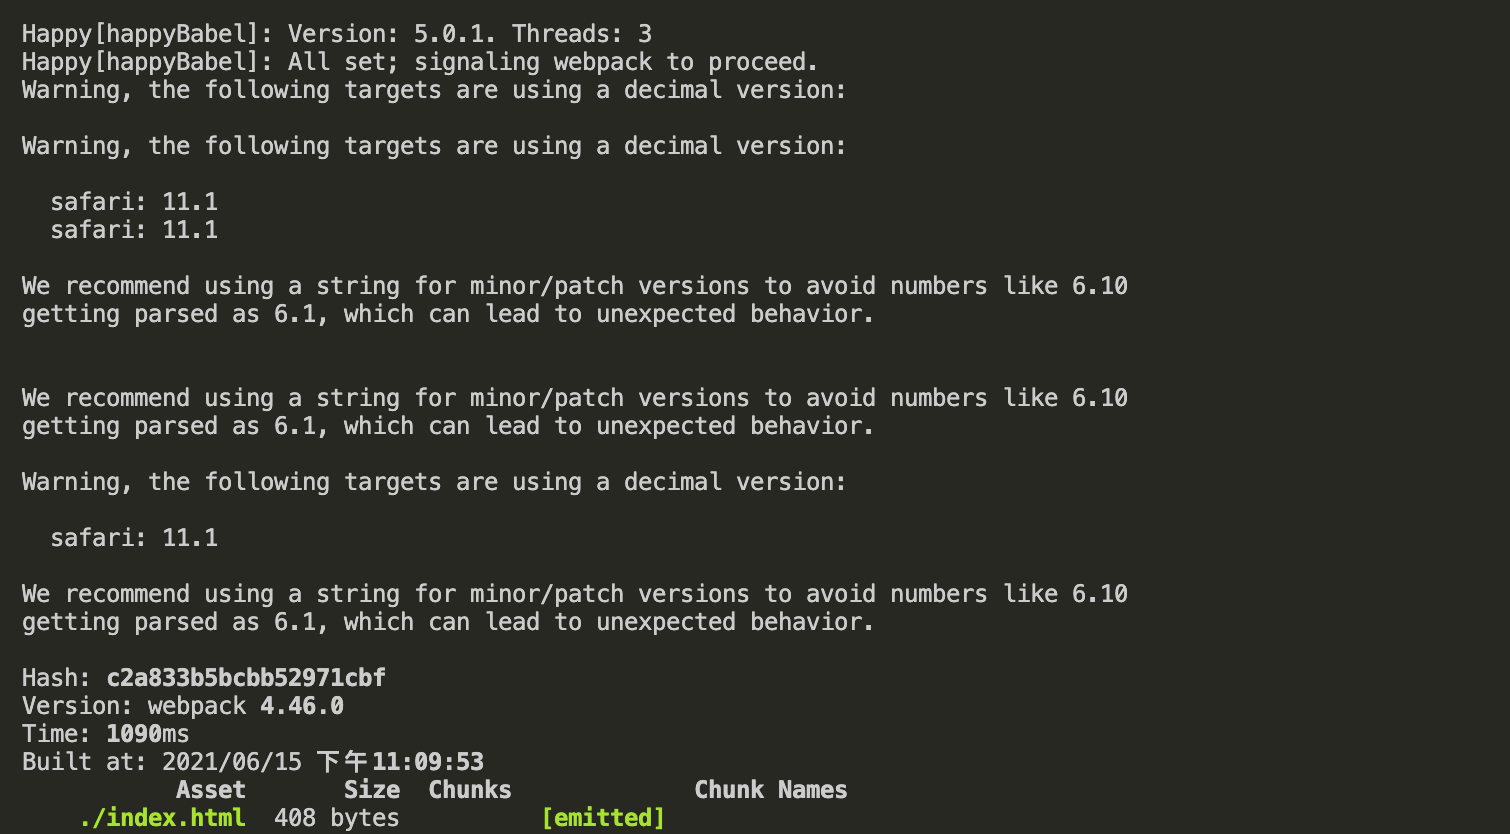 Happy[happyBabel]: Version: 5.0.1. Threads: 3
Happy[happyBabel]: All set; signaling webpack to proceed.
Warning, the following targets are using a decimal version:
Warning, the following targets are using a decimal version:
safari: 11.1
safari: 11.1
We recommend using a string for minor/patch versions to avoid numbers like 6.10
getting parsed as 6.1, which can lead to unexpected behavior.
We recommend using a string for minor/patch versions to avoid numbers like 6.10
getting parsed as 6.1, which can lead to unexpected behavior.
Warning, the following targets are using a decimal version:
safari: 11.1
We recommend using a string for minor/patch versions to avoid numbers like 6.10
getting parsed as 6.1, which can lead to unexpected behavior.
Hash: c2a833b5bcbb52971cbf
Version: webpack 4.46.0
Time: 1090ms
Built at: 2021/06/15 下午11:09:53
Asset Size Chunks Chunk Names
./index.html 408 bytes [emitted]